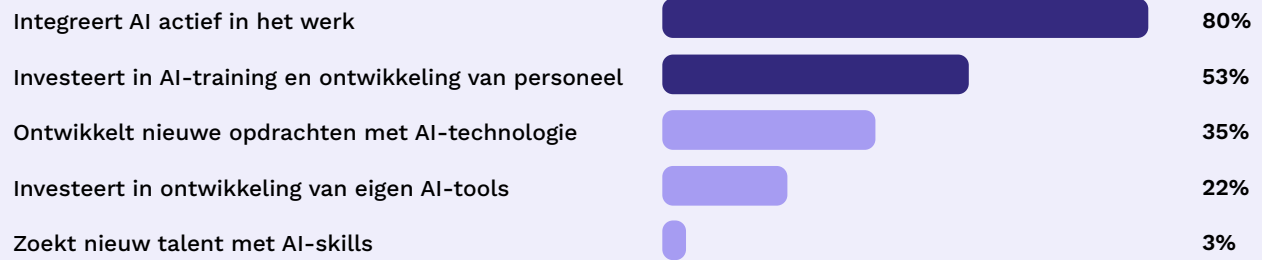 Integreert AI actief in het werk 80%
Investeert in AI-training en ontwikkeling van personeel 53%
Ontwikkelt nieuwe opdrachten met AI-technologie 35%
Investeert in ontwikkeling van eigen AI-tools 22%
Zoekt nieuw talent met AI-skills 3%